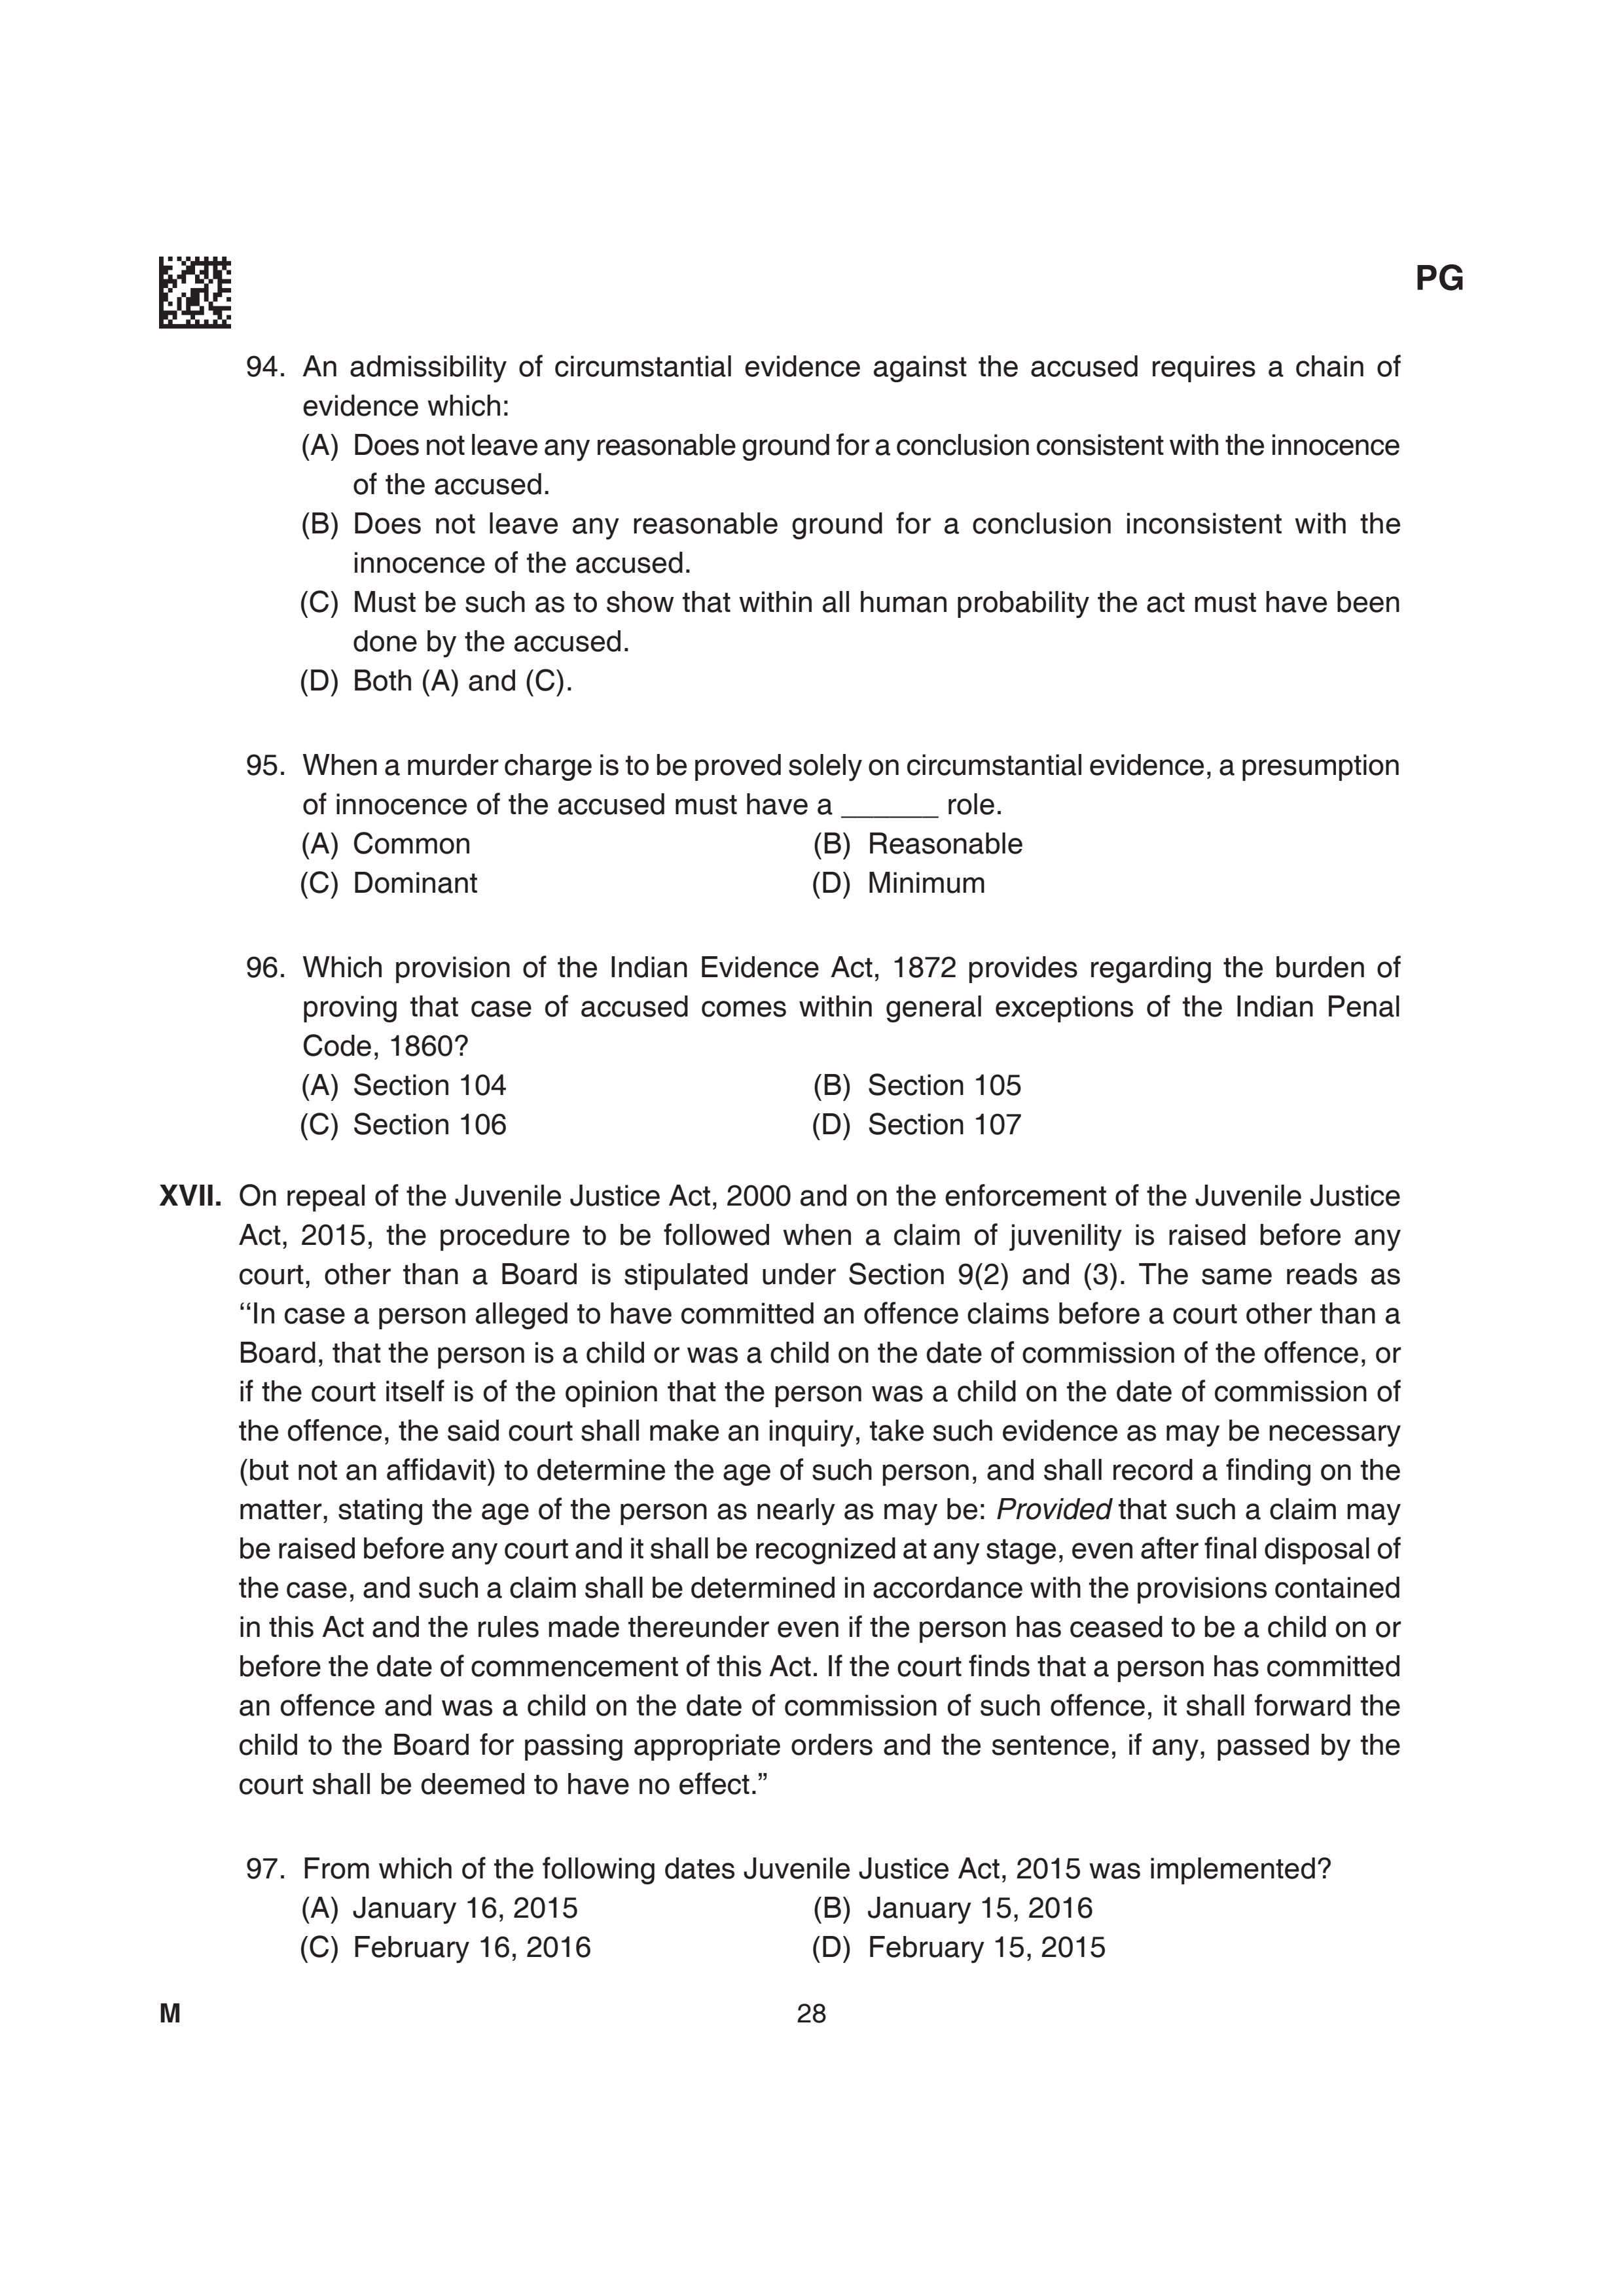 PG
94. An admissibility of circumstantial evidence against the accused requires a chain of
evidence which:
(A) Does not leave any reasonable ground for a conclusion consistent with the innocence
of the accused.
(B) Does not leave any reasonable ground for a conclusion inconsistent with the
innocence of the accused.
(C) Must be such as to show that within all human probability the act must have been
done by the accused.
(D) Both (A) and (C).
95. When a murder charge is to be proved solely on circumstantial evidence, a presumption
of innocence of the accused must have a ______ role.
(A) Common (B) Reasonable
(C) Dominant (D) Minimum
96. Which provision of the Indian Evidence Act, 1872 provides regarding the burden of
proving that case of accused comes within general exceptions of the Indian Penal
Code, 1860?
(A) Section 104 (B) Section 105
(C) Section 106 (D) Section 107
XVII. On repeal of the Juvenile Justice Act, 2000 and on the enforcement of the Juvenile Justice
Act, 2015, the procedure to be followed when a claim of juvenility is raised before any
court, other than a Board is stipulated under Section 9(2) and (3). The same reads as
“In case a person alleged to have committed an offence claims before a court other than a
Board, that the person is a child or was a child on the date of commission of the offence, or
if the court itself is of the opinion that the person was a child on the date of commission of
the offence, the said court shall make an inquiry, take such evidence as may be necessary
(but not an affidavit) to determine the age of such person, and shall record a finding on the
matter, stating the age of the person as nearly as may be: Provided that such a claim may
be raised before any court and it shall be recognized at any stage, even after final disposal of
the case, and such a claim shall be determined in accordance with the provisions contained
in this Act and the rules made thereunder even if the person has ceased to be a child on or
before the date of commencement of this Act. If the court finds that a person has committed
an offence and was a child on the date of commission of such offence, it shall forward the
child to the Board for passing appropriate orders and the sentence, if any, passed by the
court shall be deemed to have no effect.”
97. From which of the following dates Juvenile Justice Act, 2015 was implemented?
(A) January 16, 2015 (B) January 15, 2016
(C) February 16, 2016 (D) February 15, 2015
M 28